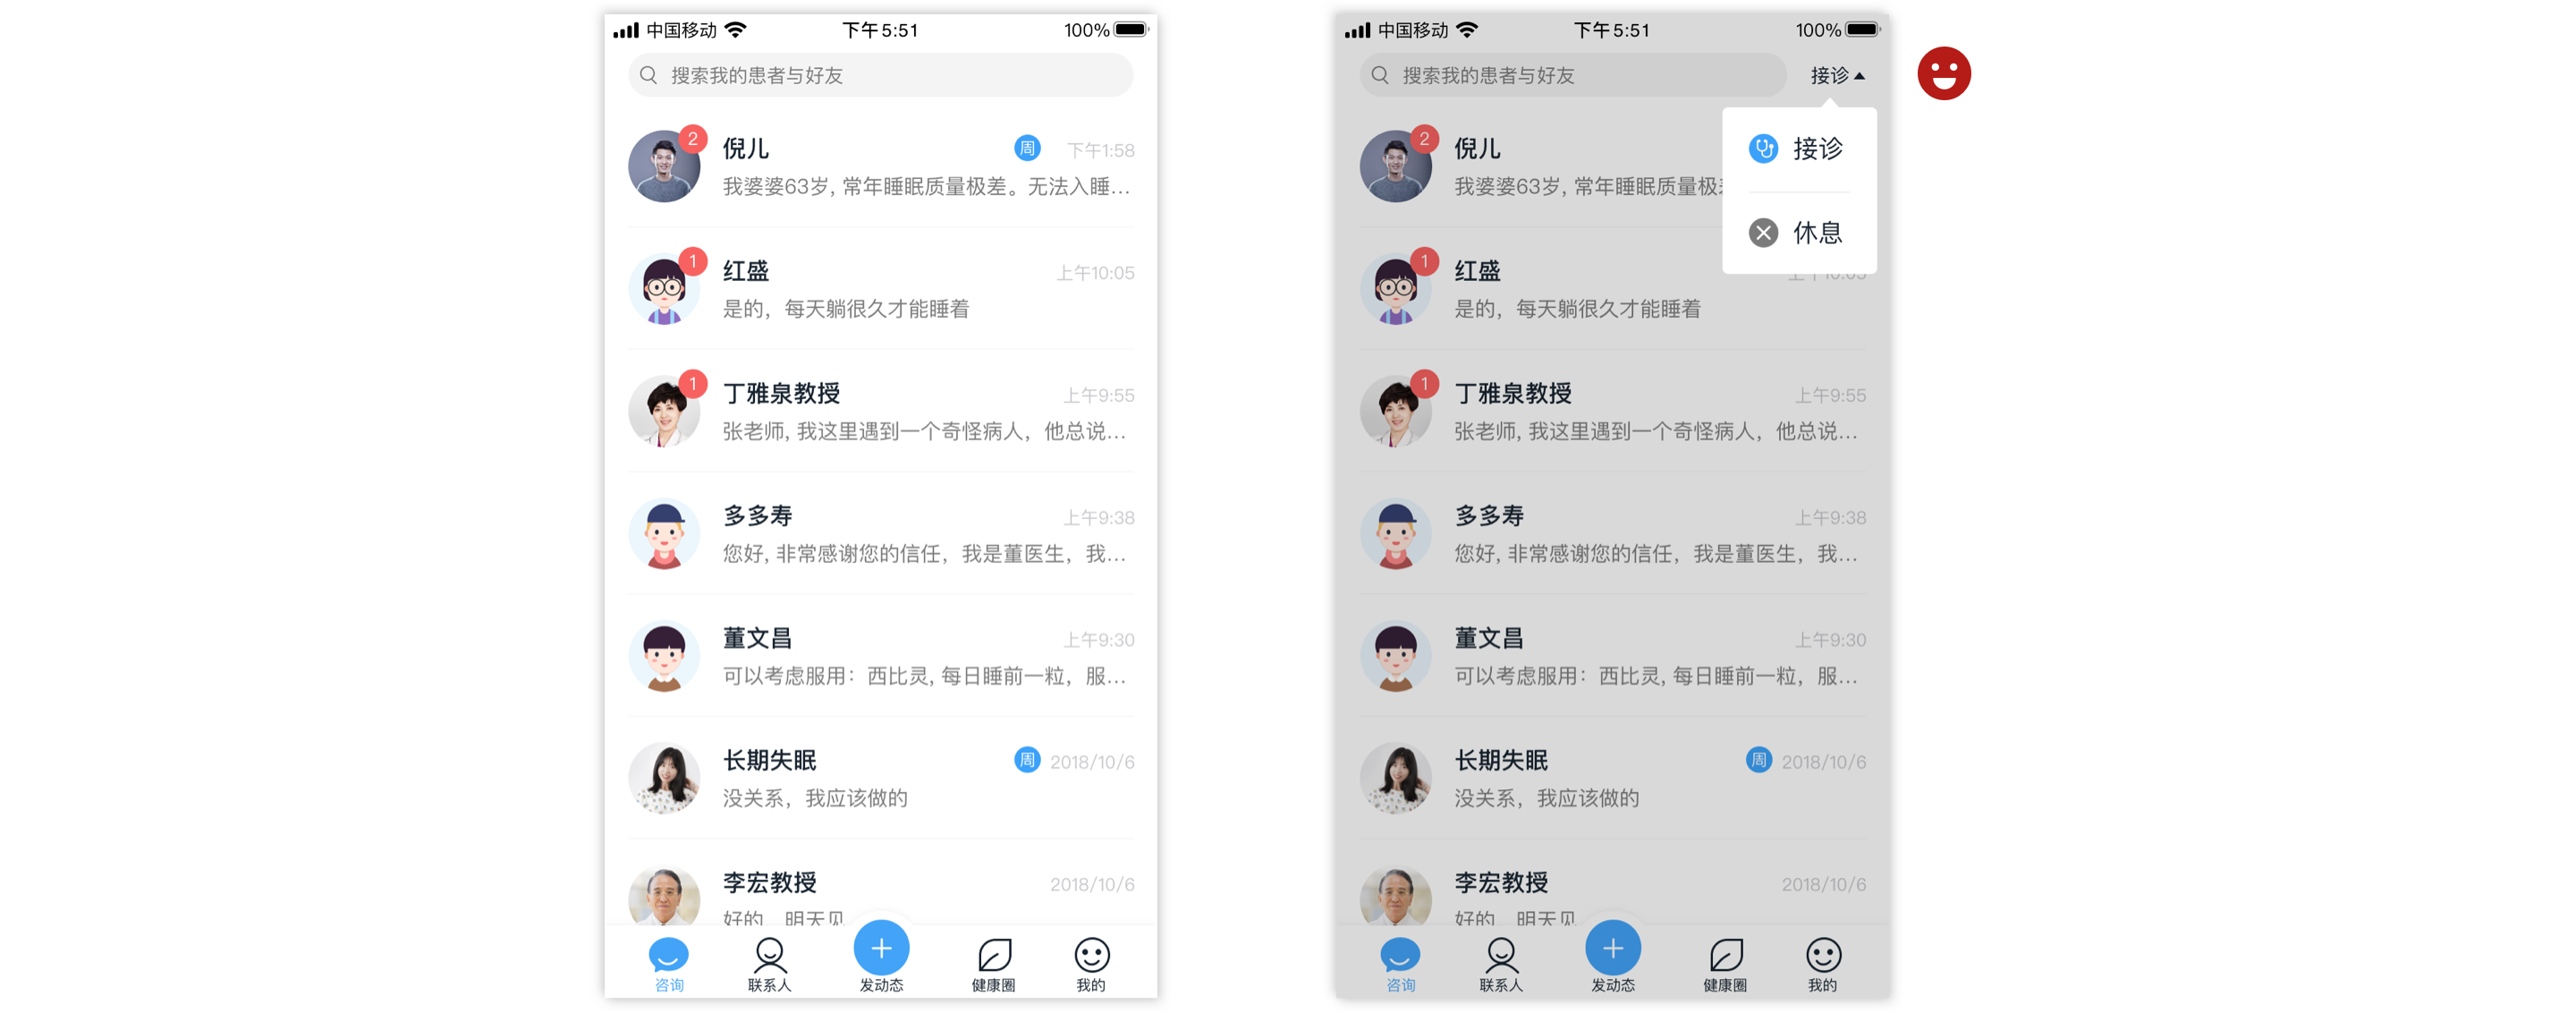 中国移动 下午5:51 100%
搜索我的患者与好友
2 倪儿 周 下午1:58
我婆婆63岁, 常年睡眠质量极差。无法入睡...
1 红盛 上午10:05
是的，每天躺很久才能睡着
1 丁雅泉教授 上午9:55
张老师, 我这里遇到一个奇怪病人，他总说...
多多寿 上午9:38
您好, 非常感谢您的信任，我是董医生，我...
董文昌 上午9:30
可以考虑服用：西比灵, 每日睡前一粒，服...
长期失眠 周 2018/10/6
没关系，我应该做的
李宏教授 2018/10/6
好的，明天见
咨询 联系人 发动态 健康圈 我的
中国移动 下午5:51 100%
搜索我的患者与好友 接诊
接诊
休息
2 倪儿
我婆婆63岁, 常年睡眠质量极
1 红盛 上午10:05
是的，每天躺很久才能睡着
1 丁雅泉教授 上午9:55
张老师, 我这里遇到一个奇怪病人，他总说...
多多寿 上午9:38
您好, 非常感谢您的信任，我是董医生，我...
董文昌 上午9:30
可以考虑服用：西比灵, 每日睡前一粒，服...
长期失眠 周 2018/10/6
没关系，我应该做的
李宏教授 2018/10/6
好的，明天见
咨询 联系人 发动态 健康圈 我的